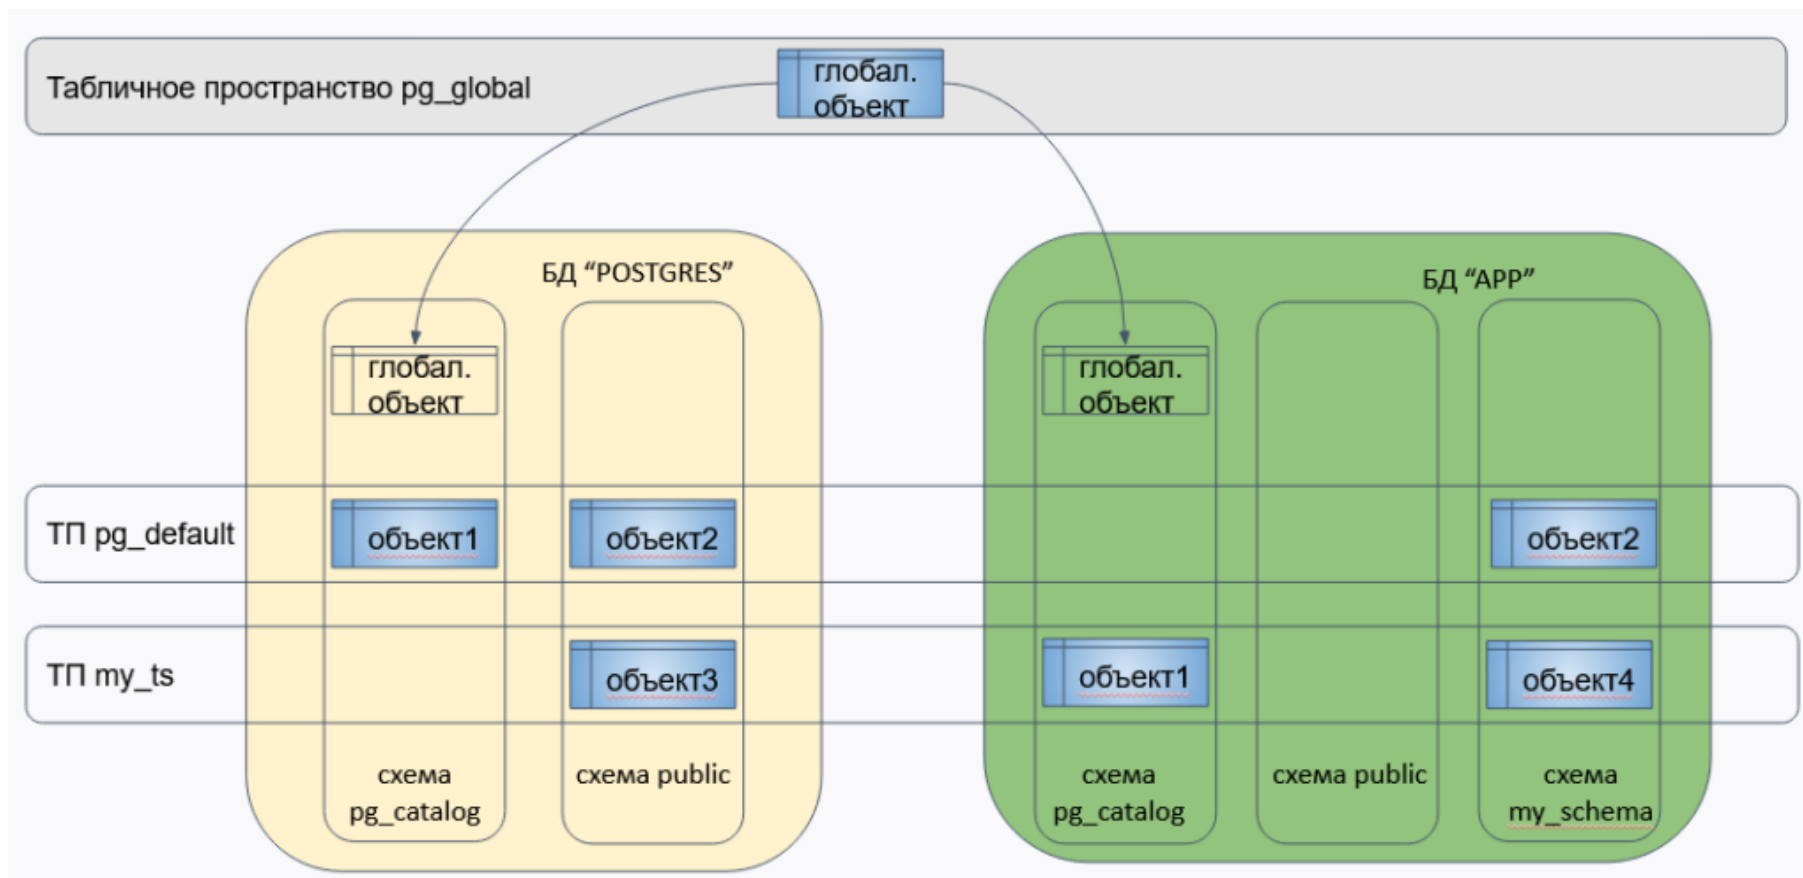 Табличное пространство pg_global
глобал.
объект
БД “POSTGRES”
БД “APP”
глобал.
объект
глобал.
объект
ТП pg_default
объект1
объект2
объект2
ТП my_ts
объект3
объект1
объект4
схема
pg_catalog
схема public
схема
pg_catalog
схема public
схема
my_schema